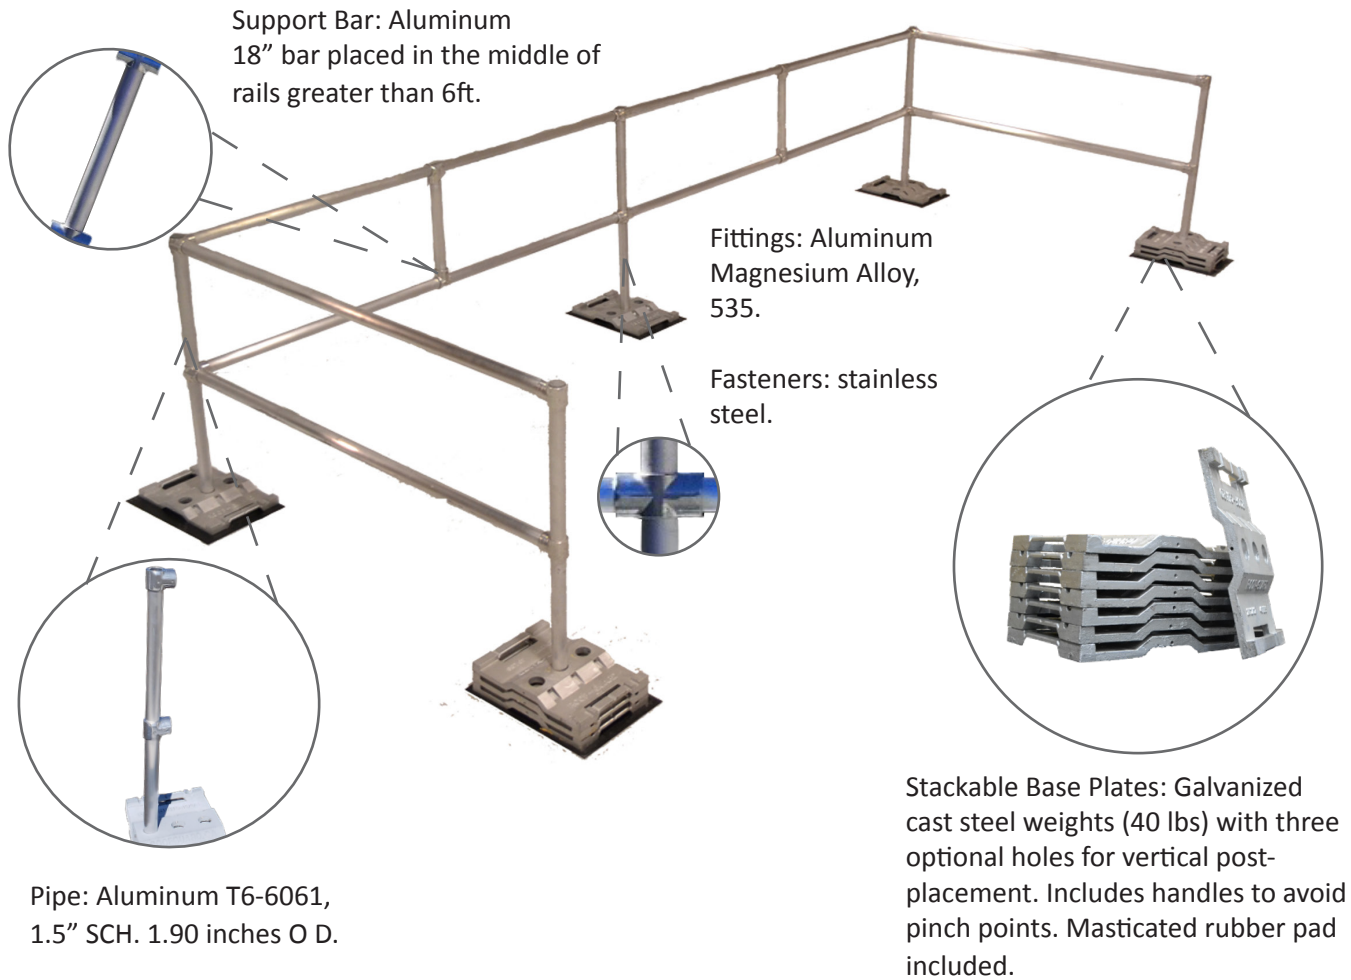 Support Bar: Aluminum
18” bar placed in the middle of
rails greater than 6ft.
Fittings: Aluminum
Magnesium Alloy,
535.
Fasteners: stainless
steel.
Pipe: Aluminum T6-6061,
1.5” SCH. 1.90 inches O D.
Stackable Base Plates: Galvanized
cast steel weights (40 lbs) with three
optional holes for vertical post-
placement. Includes handles to avoid
pinch points. Masticated rubber pad
included.